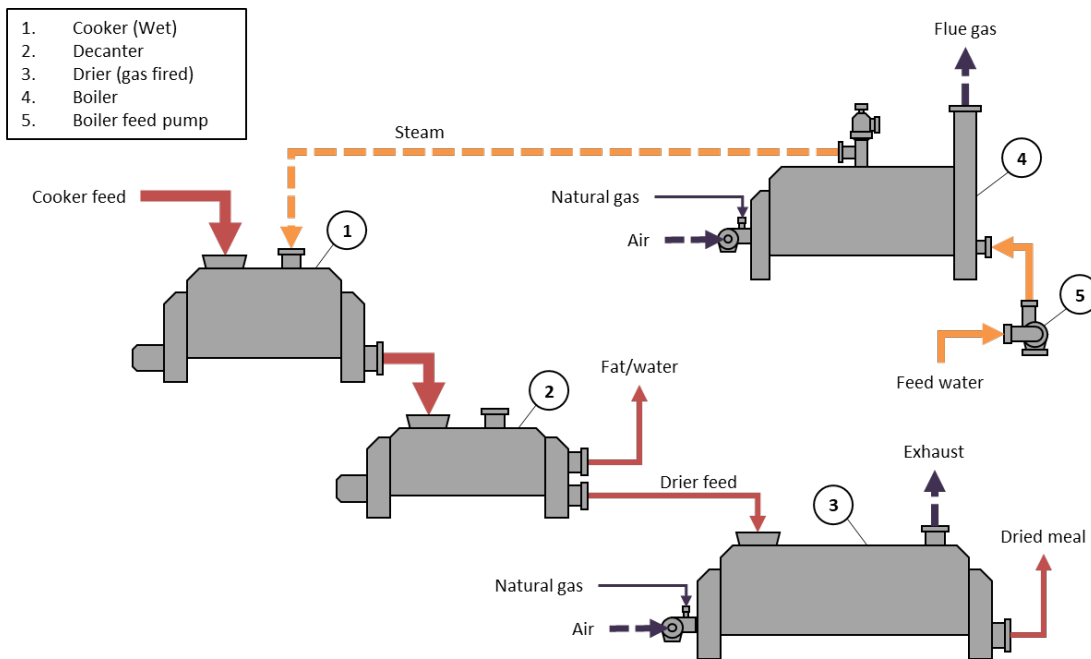 1. Cooker (Wet)
2. Decanter
3. Drier (gas fired)
4. Boiler
5. Boiler feed pump
Flue gas
Steam
4
Cooker feed
Natural gas
1
Air
5
Feed water
Fat/water
2
Exhaust
Drier feed
3
Dried meal
Natural gas
Air